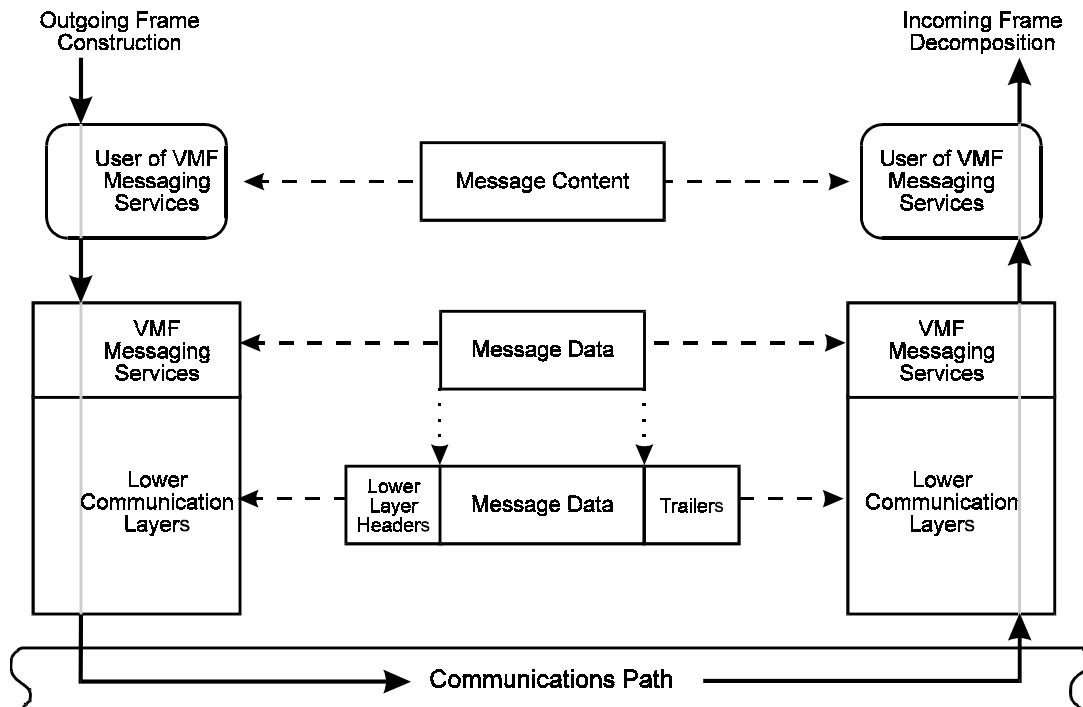 Outgoing Frame
Construction
Incoming Frame
Decomposition
User of VMF
Messaging
Services
Message Content
User of VMF
Messaging
Services
VMF
Messaging
Services
Message Data
VMF
Messaging
Services
Lower
Communication
Layers
Lower
Layer
Headers
Message Data
Trailers
Lower
Communication
Layers
Communications Path